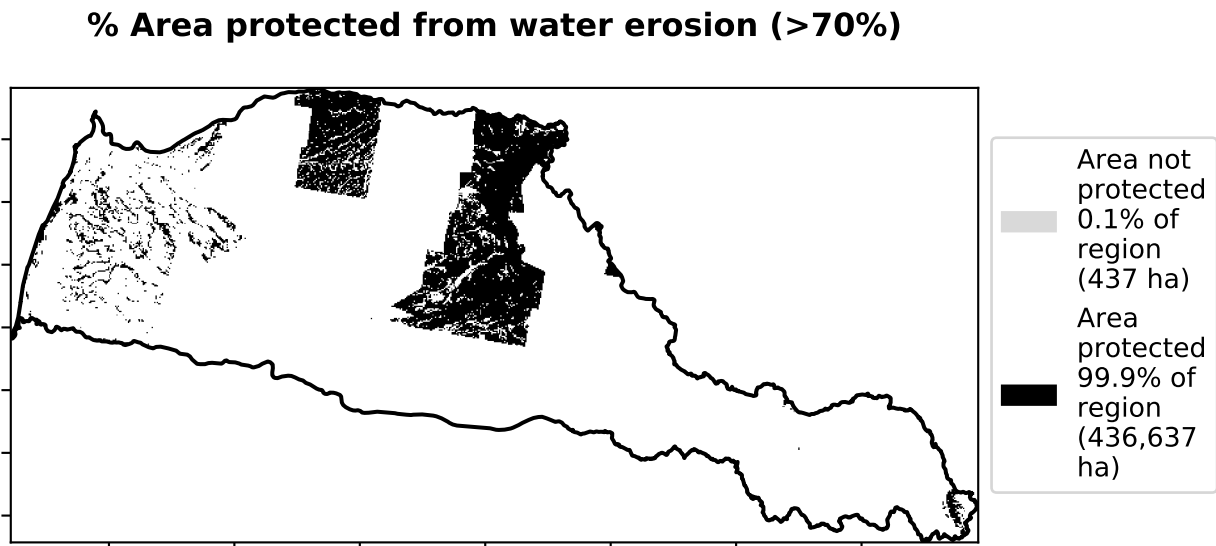 % Area protected from water erosion (>70%)
Area not
protected
0.1% of
region
(437 ha)
Area
protected
99.9% of
region
(436,637
ha)